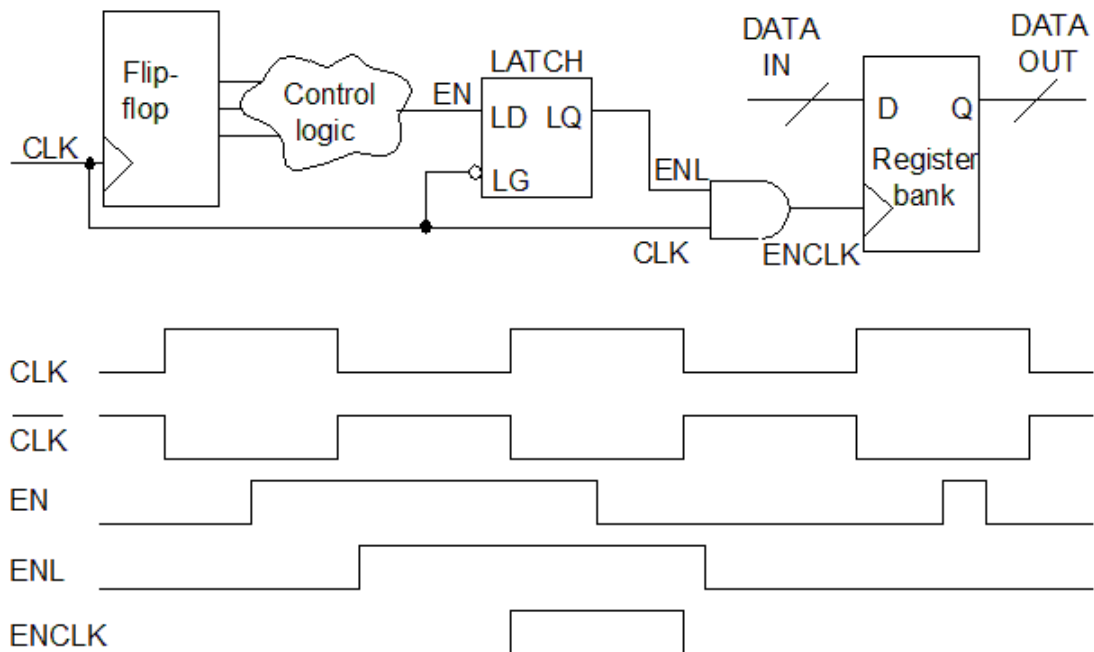 DATA
IN
DATA
OUT
Flip-
flop
Control
logic
LATCH
EN
LD LQ
LG
D Q
Register
bank
CLK
ENL
CLK
ENCLK
CLK
CLK
EN
ENL
ENCLK